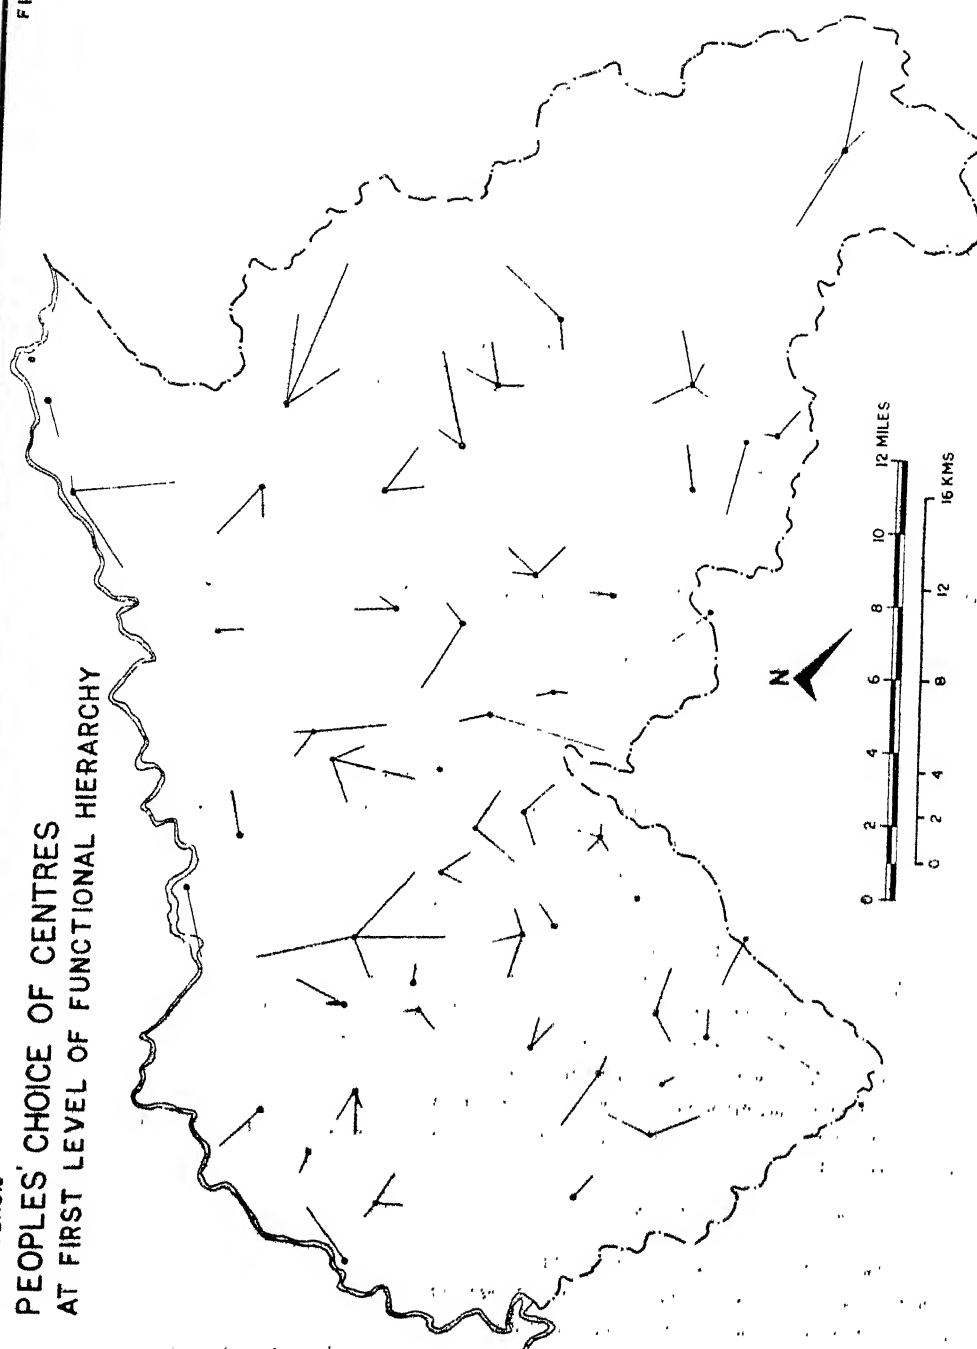 PEOPLES' CHOICE OF CENTRES
AT FIRST LEVEL OF FUNCTIONAL HIERARCHY
N
0 2 4 6 8 10 12 MILES
0 2 4 8 12 16 KMS